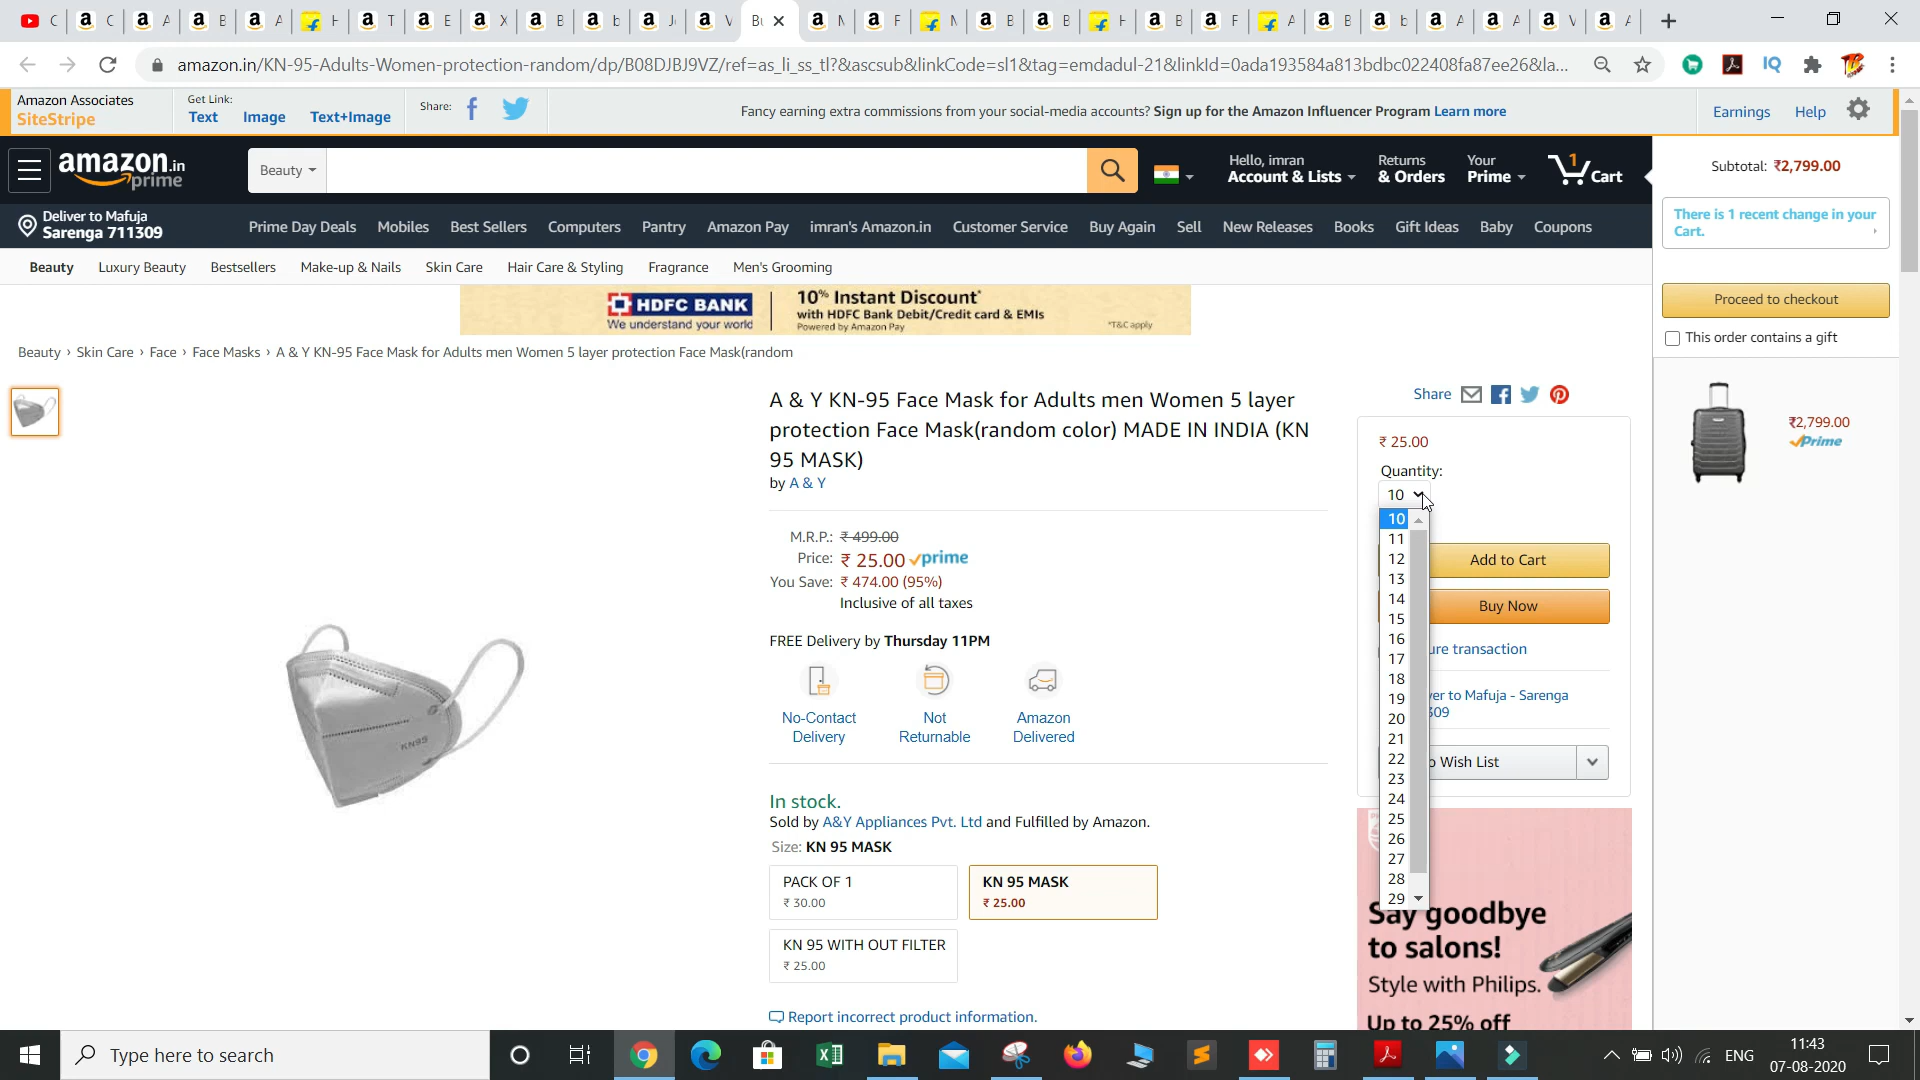 amazon.in/KN-95-Adults-Women-protection-random/dp/B08DJBJ9VZ/ref=as_li_ss_tl?&ascsub&linkCode=sl1&tag=emdadul-21&linkId=0ada193584a813bdbc022408fa87ee26&la...
Amazon Associates
SiteStripe
Get Link:
Text Image Text+Image
Share:
Fancy earning extra commissions from your social-media accounts? Sign up for the Amazon Influencer Program Learn more
Earnings Help
amazon.in
prime
Beauty
Hello, imran
Account & Lists
Returns
& Orders
Your
Prime
1
Cart
Subtotal: ₹2,799.00
There is 1 recent change in your
Cart.
Proceed to checkout
This order contains a gift
₹2,799.00
Prime
Deliver to Mafuja
Sarenga 711309
Prime Day Deals Mobiles Best Sellers Computers Pantry Amazon Pay imran's Amazon.in Customer Service Buy Again Sell New Releases Books Gift Ideas Baby Coupons
Beauty Luxury Beauty Bestsellers Make-up & Nails Skin Care Hair Care & Styling Fragrance Men's Grooming
HDFC BANK
We understand your world
10% Instant Discount*
with HDFC Bank Debit/Credit card & EMIs
Powered by Amazon Pay
*T&C apply
Beauty › Skin Care › Face › Face Masks › A & Y KN-95 Face Mask for Adults men Women 5 layer protection Face Mask(random
KN95
A & Y KN-95 Face Mask for Adults men Women 5 layer
protection Face Mask(random color) MADE IN INDIA (KN
95 MASK)
by A & Y
M.R.P.: ₹ 499.00
Price: ₹ 25.00 prime
You Save: ₹ 474.00 (95%)
Inclusive of all taxes
FREE Delivery by Thursday 11PM
No-Contact
Delivery
Not
Returnable
Amazon
Delivered
In stock.
Sold by A&Y Appliances Pvt. Ltd and Fulfilled by Amazon.
Size: KN 95 MASK
PACK OF 1
₹ 30.00
KN 95 MASK
₹ 25.00
KN 95 WITH OUT FILTER
₹ 25.00
Report incorrect product information.
Share
₹ 25.00
Quantity:
10
10
11
12
13
14
15
16
17
18
19
20
21
22
23
24
25
26
27
28
29
Add to Cart
Buy Now
ure transaction
er to Mafuja - Sarenga
309
o Wish List
Say goodbye
to salons!
Style with Philips.
Up to 25% off
Type here to search
ENG
11:43
07-08-2020